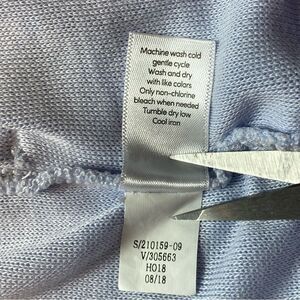 Machine wash cold
gentle cycle
Wash and dry
with like colors
Only non-chlorine
bleach when needed
Tumble dry low
Cool iron
S/210159-09
V/305663
HO18
08/18